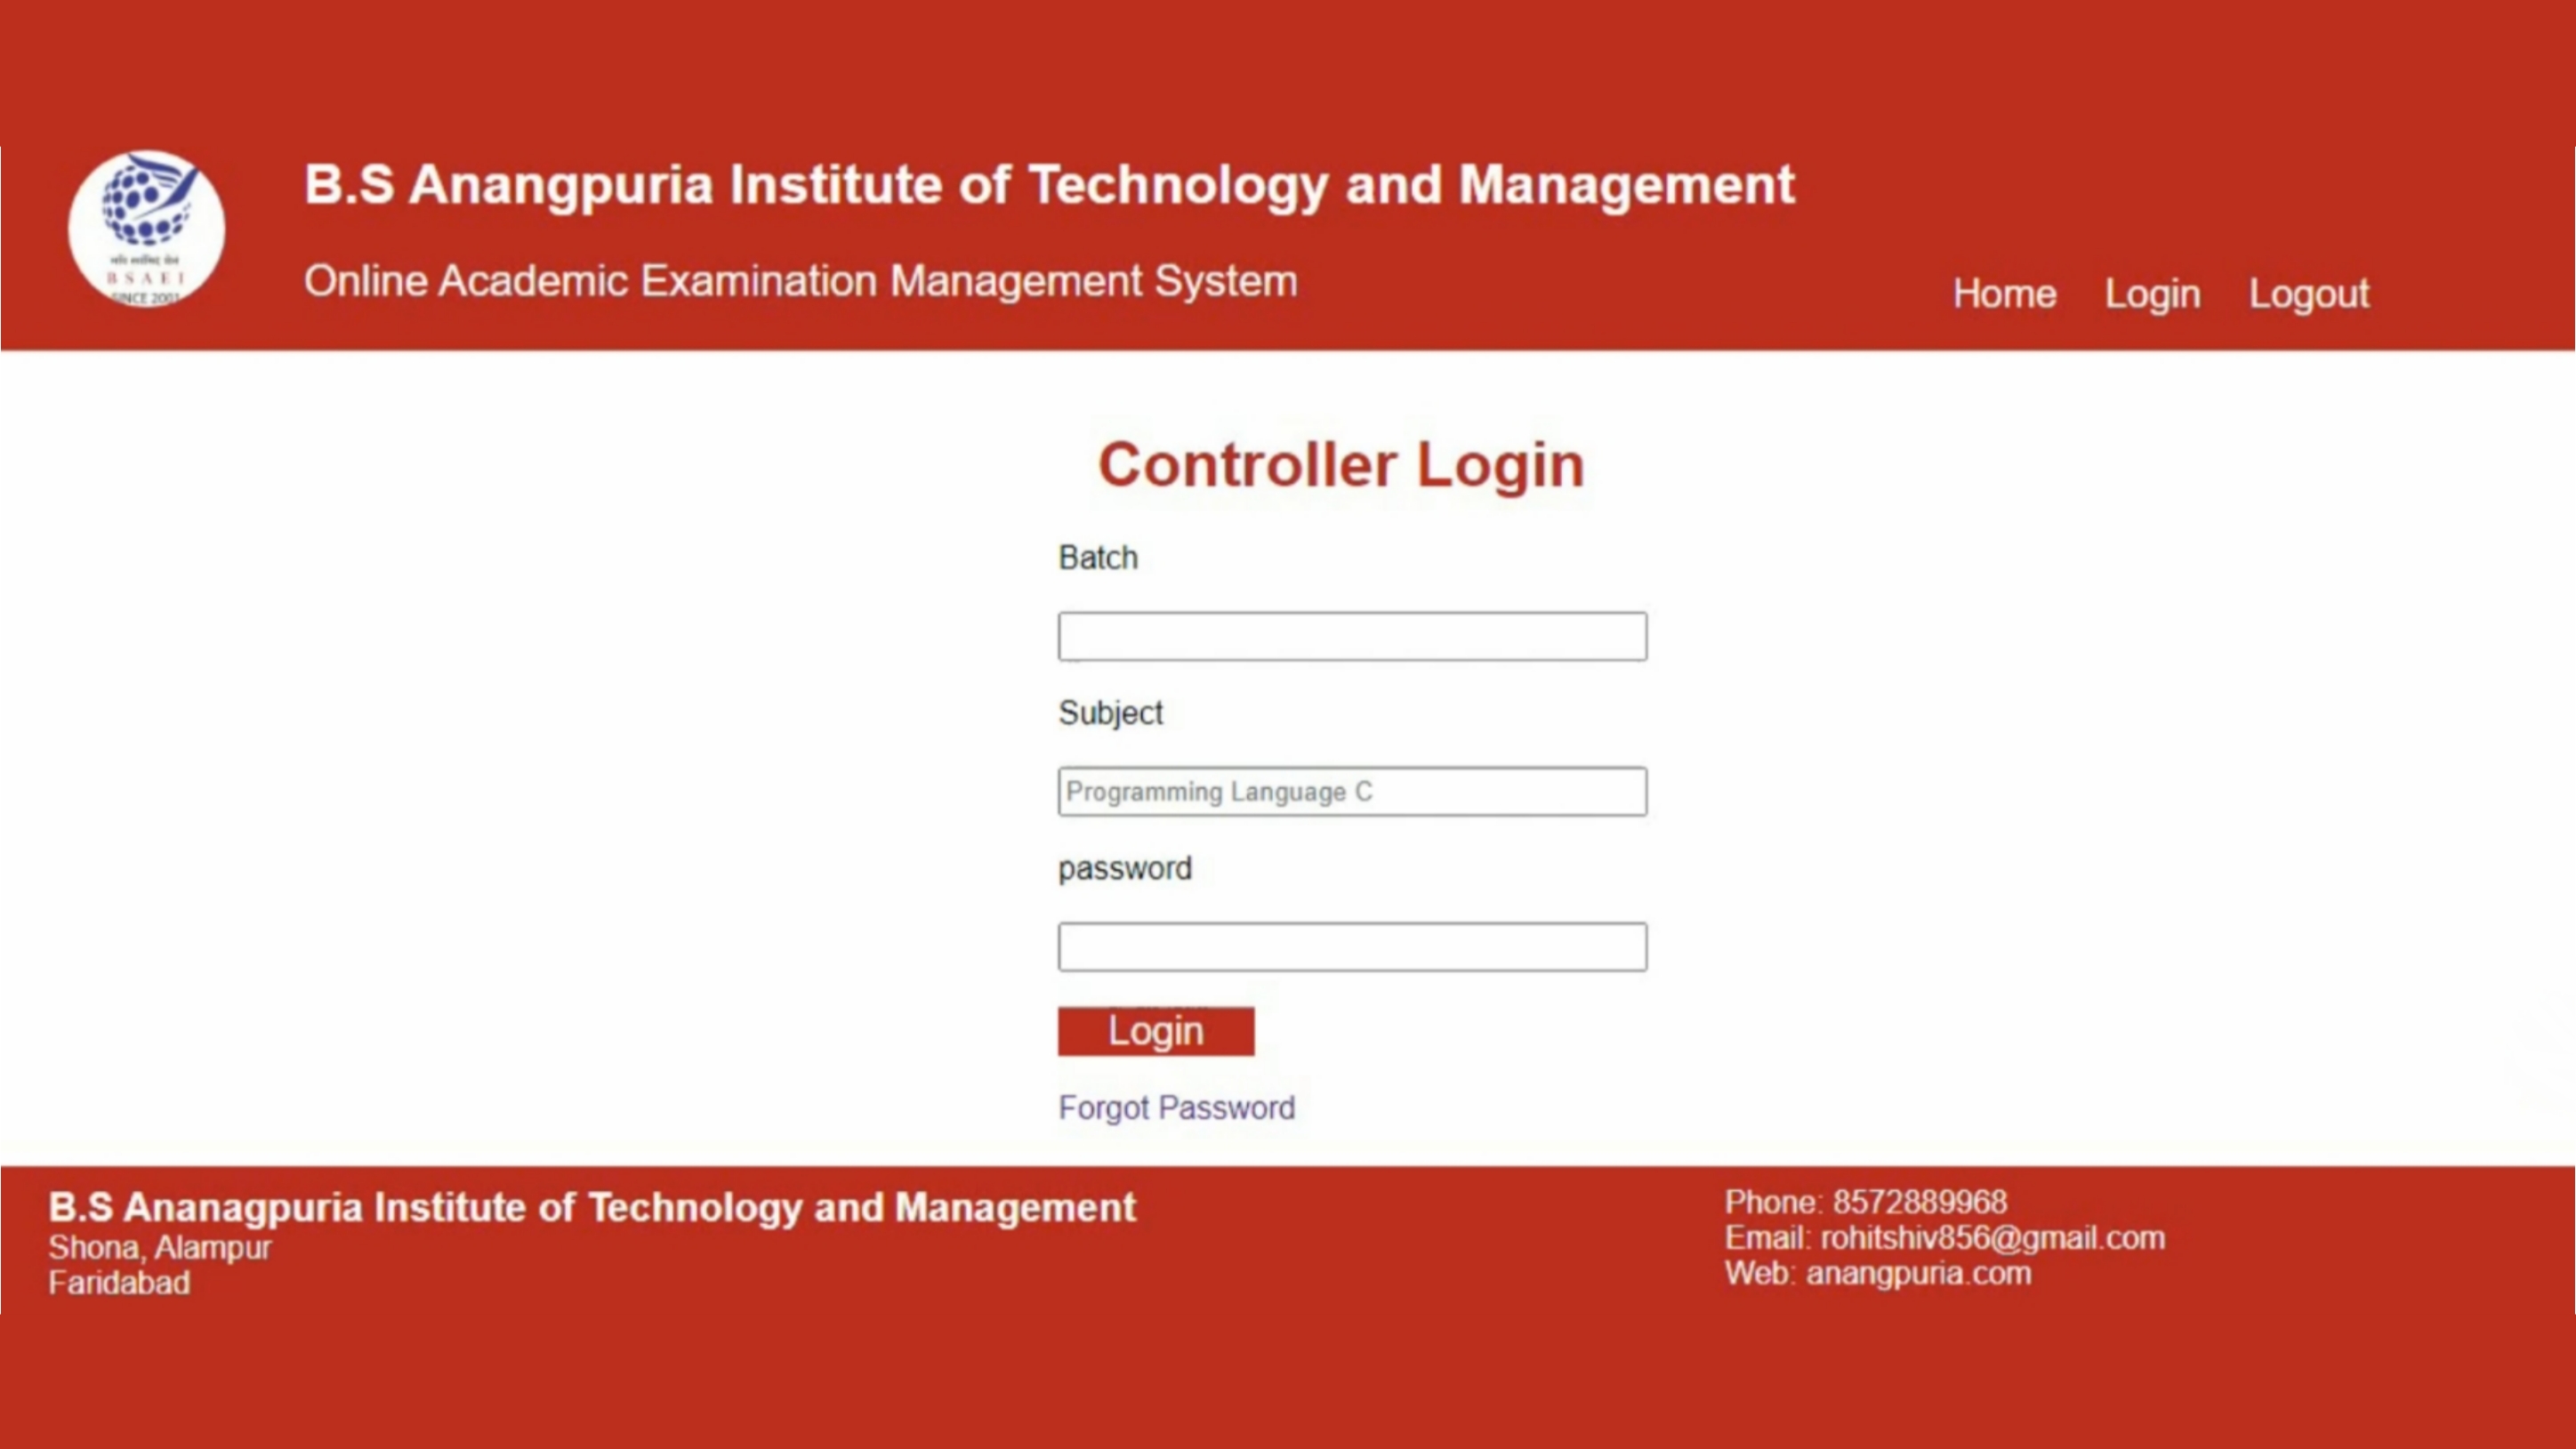 B.S Anangpuria Institute of Technology and Management
Online Academic Examination Management System
Home Login Logout
B S A E I
SINCE 2001
Controller Login
Batch
Subject
Programming Language C
password
Login
Forgot Password
B.S Ananagpuria Institute of Technology and Management
Shona, Alampur
Faridabad
Phone: 8572889968
Email: rohitshiv856@gmail.com
Web: anangpuria.com